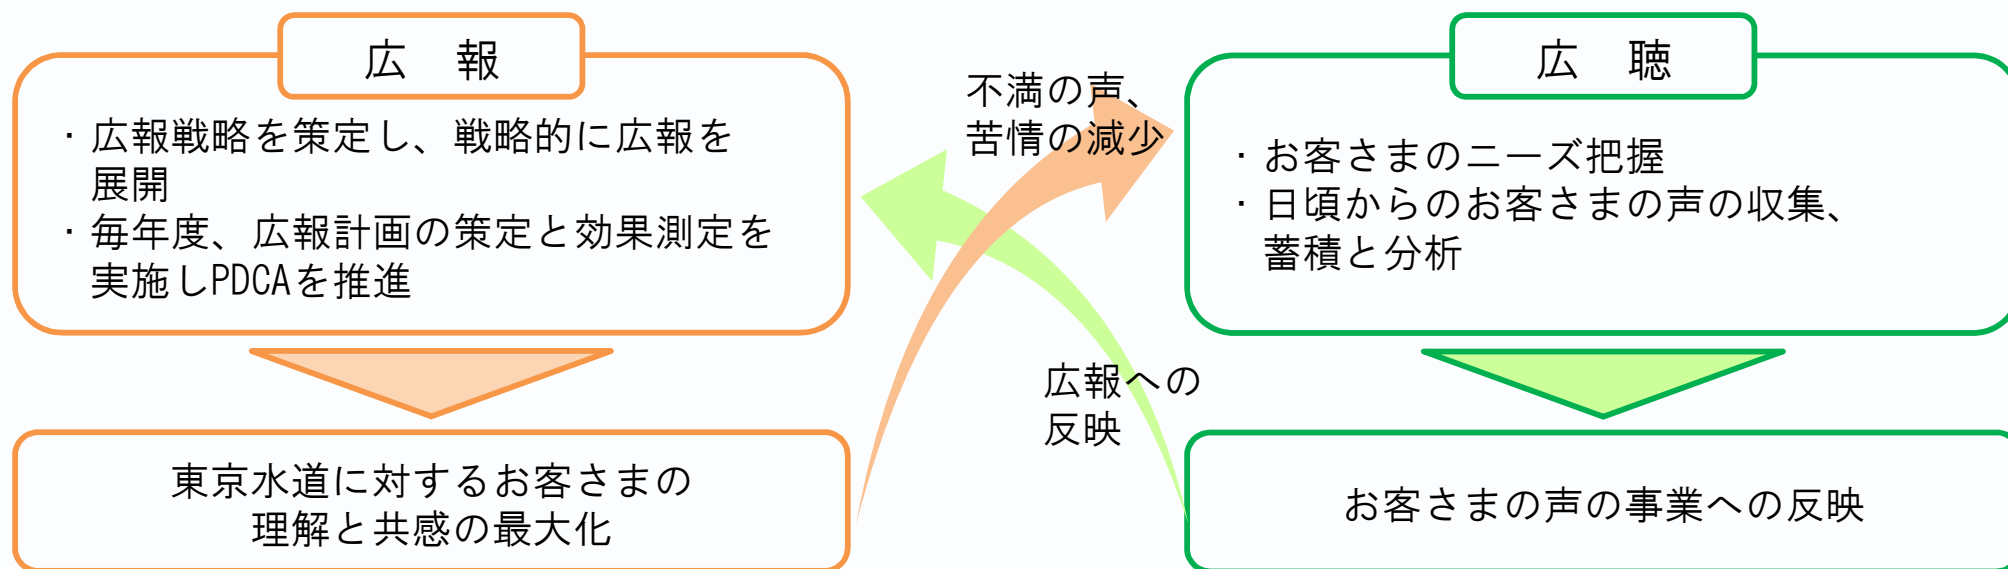 広　報
・広報戦略を策定し、戦略的に広報を
展開
・毎年度、広報計画の策定と効果測定を
実施しPDCAを推進
東京水道に対するお客さまの
理解と共感の最大化
不満の声、
苦情の減少
広報への
反映
広　聴
・お客さまのニーズ把握
・日頃からのお客さまの声の収集、
蓄積と分析
お客さまの声の事業への反映